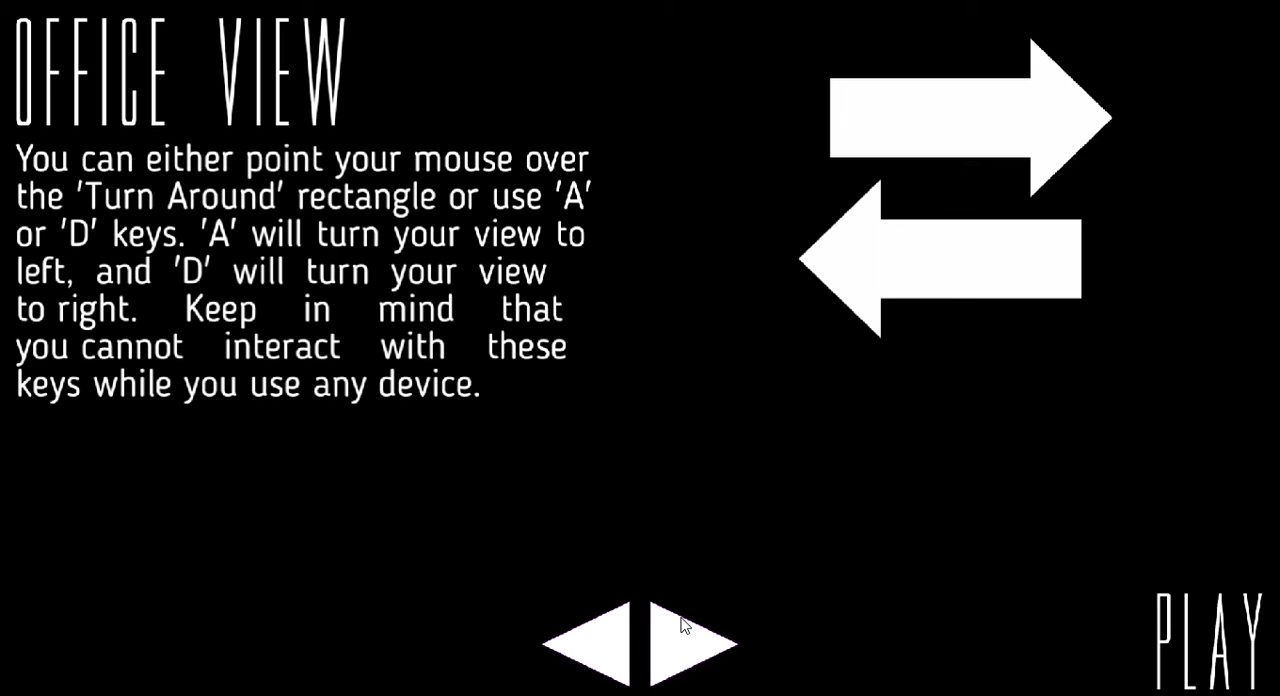 OFFICE VIEW
You can either point your mouse over
the 'Turn Around' rectangle or use 'A'
or 'D' keys. 'A' will turn your view to
left, and 'D' will turn your view
to right. Keep in mind that
you cannot interact with these
keys while you use any device.
PLAY